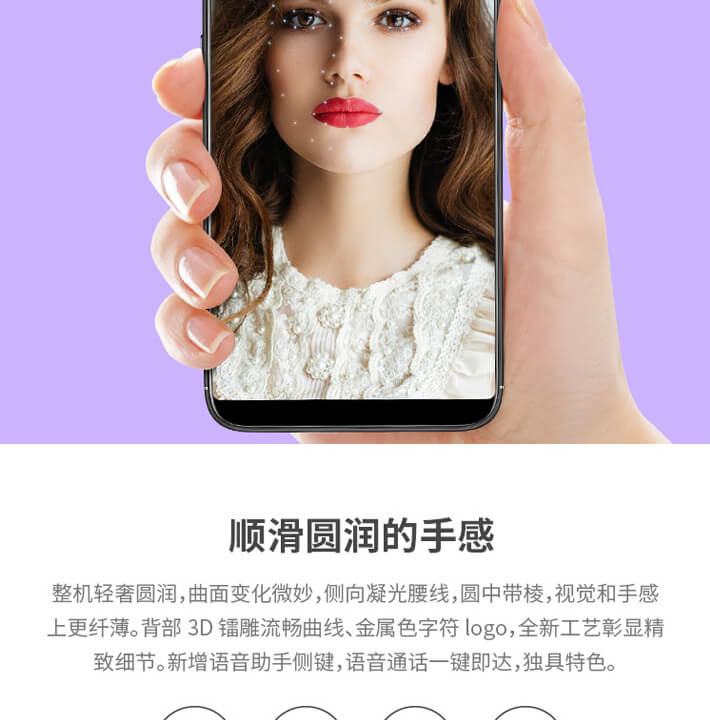 顺滑圆润的手感
整机轻奢圆润，曲面变化微妙，侧向凝光腰线，圆中带棱，视觉和手感
上更纤薄。背部 3D 镭雕流畅曲线、金属色字符 logo，全新工艺彰显精
致细节。新增语音助手侧键，语音通话一键即达，独具特色。